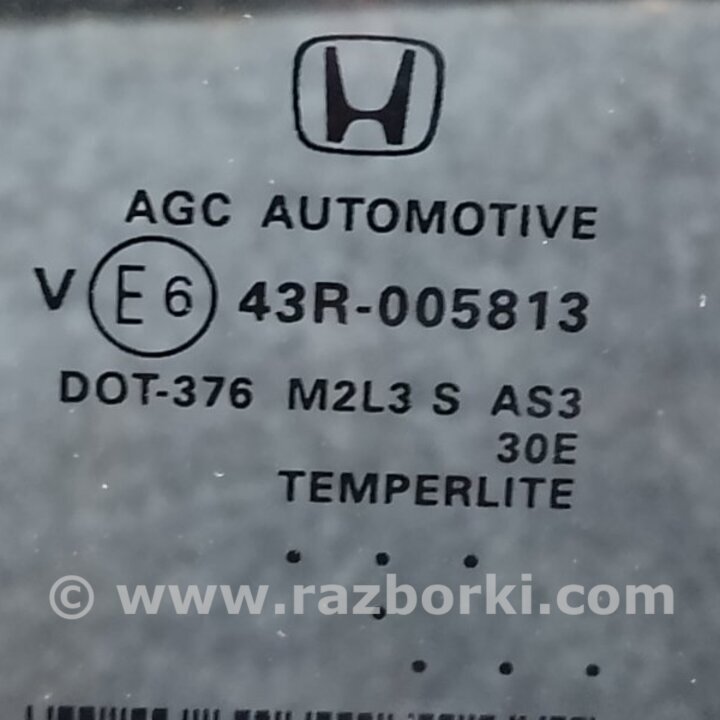 AGC AUTOMOTIVE
V E6 43R-005813
DOT-376 M2L3 S AS3
30E
TEMPERLITE
© www.razborki.com